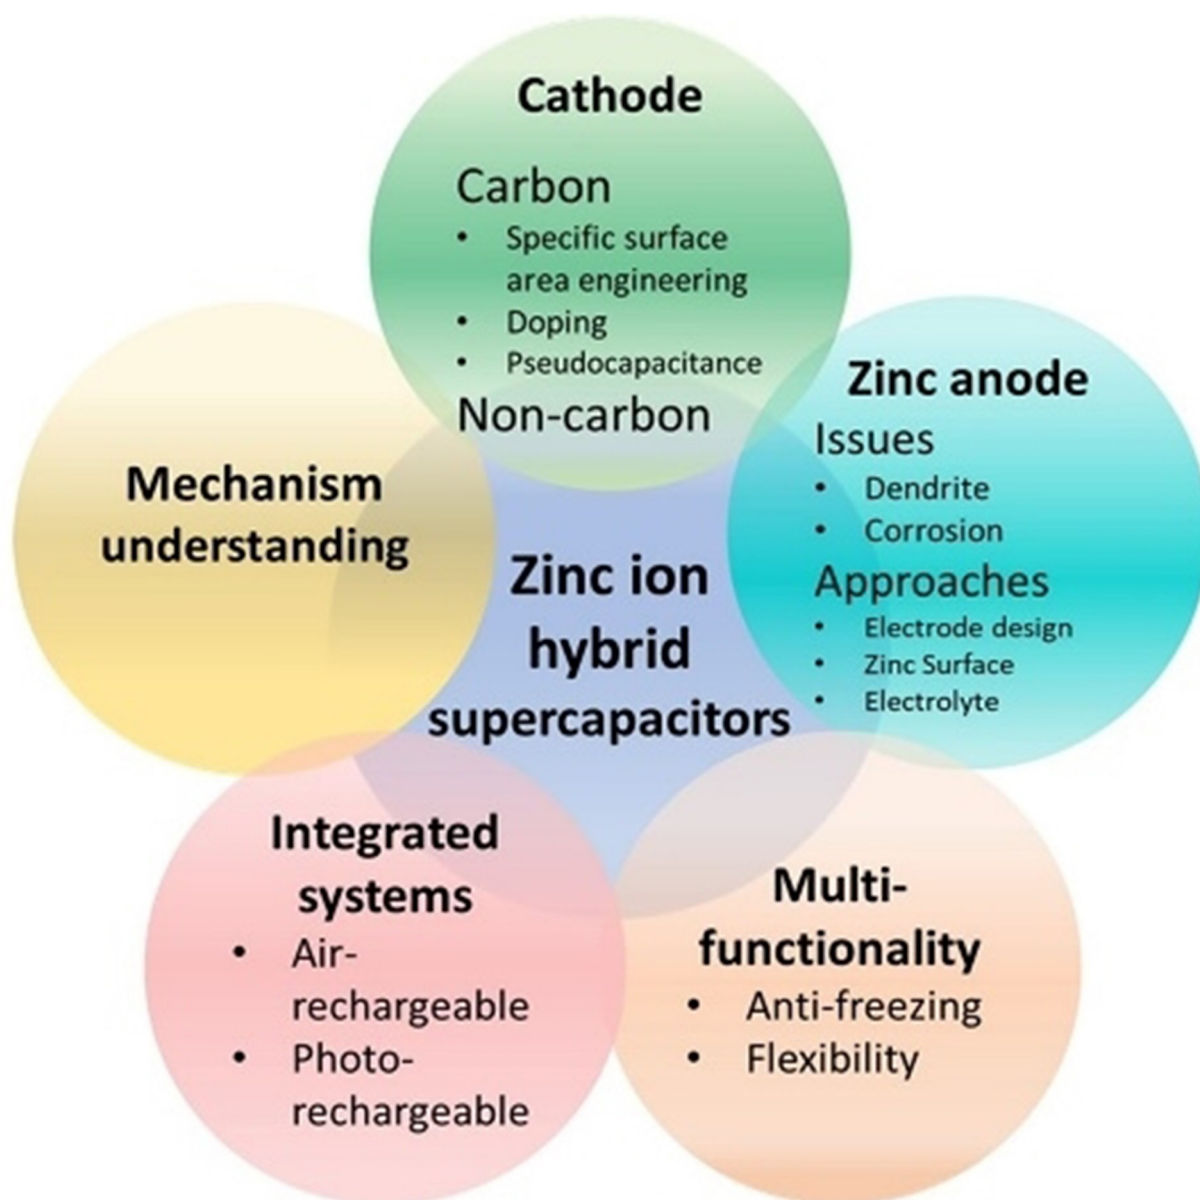 Cathode
Carbon
• Specific surface
area engineering
• Doping
• Pseudocapacitance
Non-carbon
Zinc anode
Issues
• Dendrite
• Corrosion
Approaches
• Electrode design
• Zinc Surface
• Electrolyte
Mechanism
understanding
Zinc ion
hybrid
supercapacitors
Integrated
systems
• Air-
rechargeable
• Photo-
rechargeable
Multi-
functionality
• Anti-freezing
• Flexibility